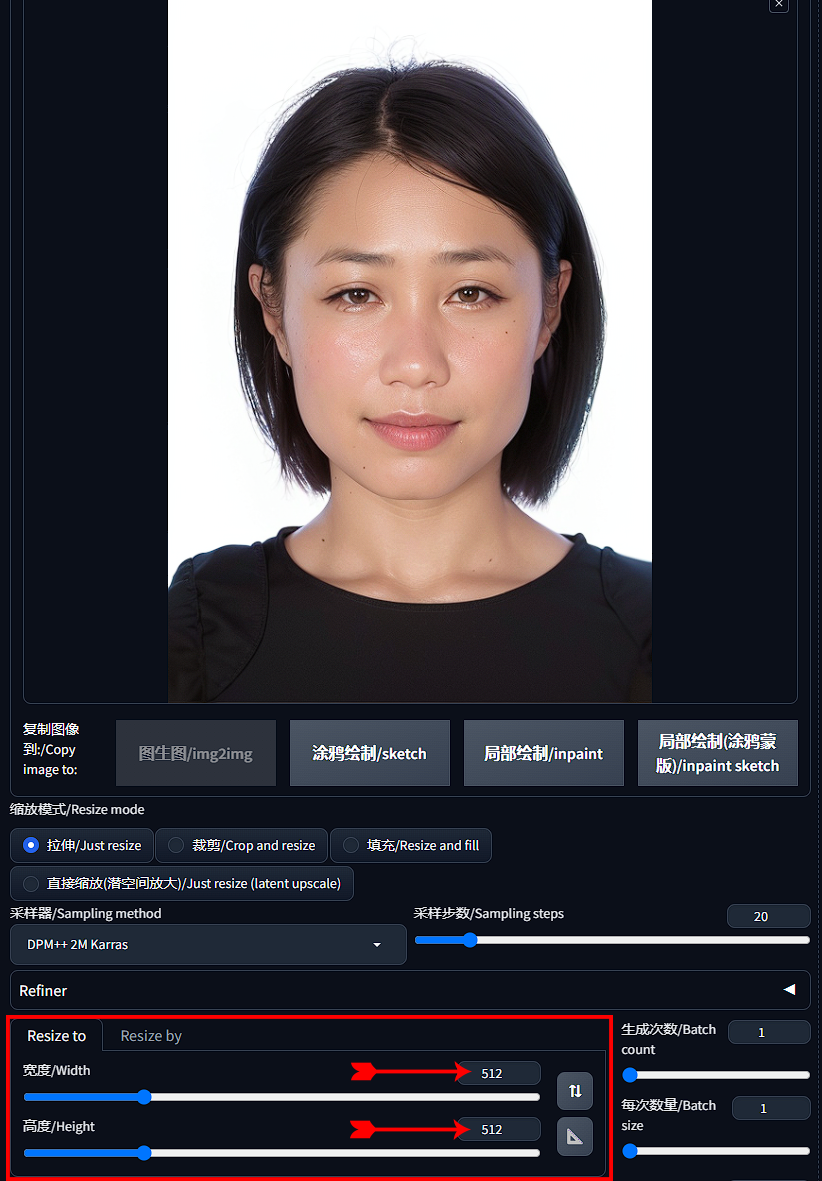 复制图像
到:/Copy
image to:
图生图/img2img
涂鸦绘制/sketch
局部绘制/inpaint
局部绘制(涂鸦蒙
版)/inpaint sketch
缩放模式/Resize mode
拉伸/Just resize
裁剪/Crop and resize
填充/Resize and fill
直接缩放(潜空间放大)/Just resize (latent upscale)
采样器/Sampling method
DPM++ 2M Karras
采样步数/Sampling steps
20
Refiner
Resize to
Resize by
宽度/Width
512
高度/Height
512
生成次数/Batch
count
1
每次数量/Batch
size
1